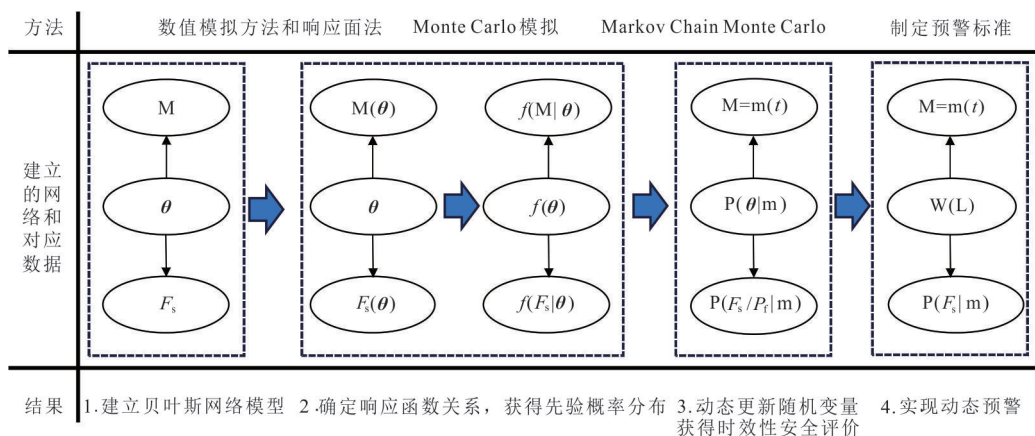 方法 数值模拟方法和响应面法 Monte Carlo模拟 Markov Chain Monte Carlo 制定预警标准
M M(θ) f(M|θ) M=m(t) M=m(t)
建立
的网
络和
对应
数据
θ θ f(θ) P(θ|m) W(L)
Fs Fs(θ) f(Fs|θ) P(Fs/Pf|m) P(Fs|m)
结果 1.建立贝叶斯网络模型 2.确定响应函数关系，获得先验概率分布 3.动态更新随机变量 4.实现动态预警
获得时效性安全评价